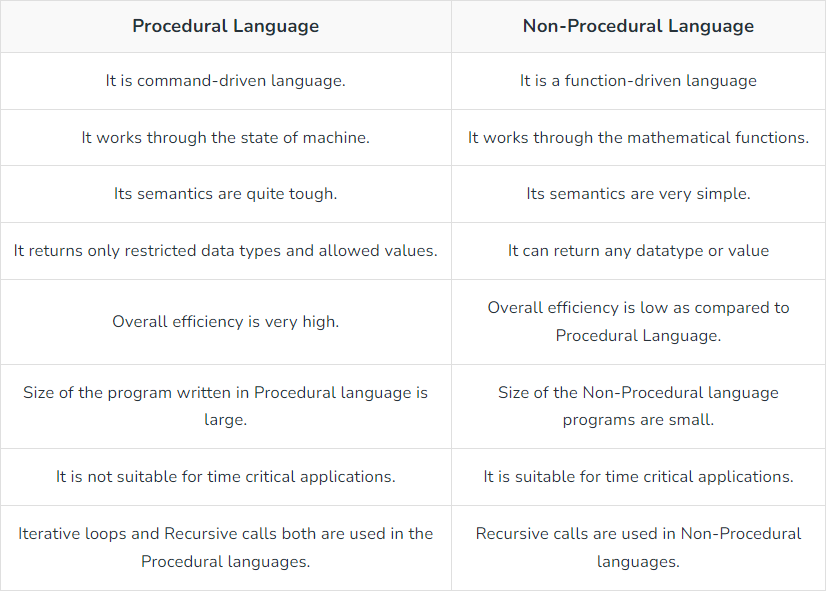 Procedural Language
Non-Procedural Language
It is command-driven language.
It is a function-driven language
It works through the state of machine.
It works through the mathematical functions.
Its semantics are quite tough.
Its semantics are very simple.
It returns only restricted data types and allowed values.
It can return any datatype or value
Overall efficiency is very high.
Overall efficiency is low as compared to
Procedural Language.
Size of the program written in Procedural language is
large.
Size of the Non-Procedural language
programs are small.
It is not suitable for time critical applications.
It is suitable for time critical applications.
Iterative loops and Recursive calls both are used in the
Procedural languages.
Recursive calls are used in Non-Procedural
languages.